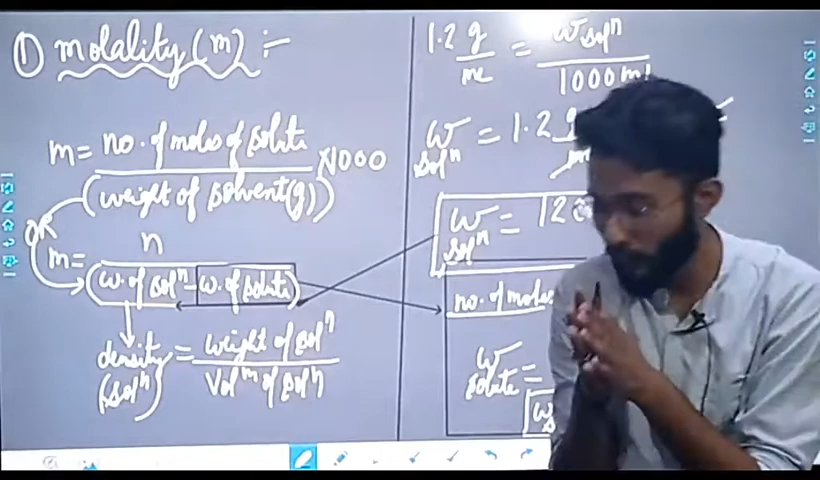 ① molality (m) :-
m = no. of moles of solute
(weight of solvent(g)) ×1000
OR
m = n
(w. of solⁿ - w. of solute)
density (solⁿ) = weight of solⁿ
Volᵐ of solⁿ
1.2 g/ml = w solⁿ
1000 ml
w solⁿ = 1.2
w solⁿ = 12
no. of moles
w solute =